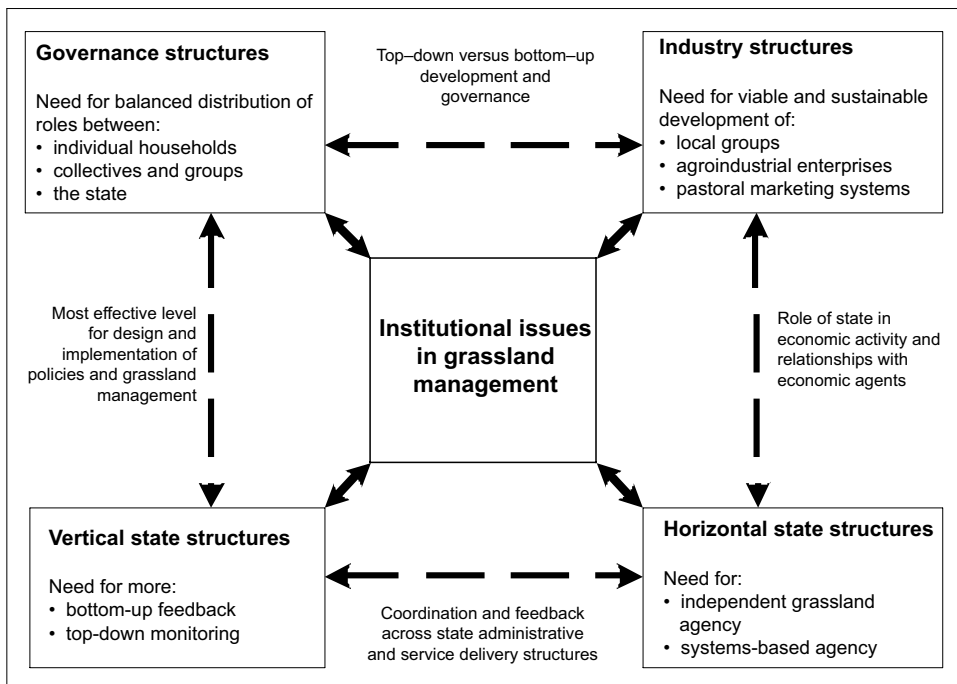 Governance structures
Need for balanced distribution of
roles between:
• individual households
• collectives and groups
• the state
Top–down versus bottom–up
development and
governance
Industry structures
Need for viable and sustainable
development of:
• local groups
• agroindustrial enterprises
• pastoral marketing systems
Most effective level
for design and
implementation of
policies and grassland
management
Institutional issues
in grassland
management
Role of state in
economic activity and
relationships with
economic agents
Vertical state structures
Need for more:
• bottom-up feedback
• top-down monitoring
Coordination and feedback
across state administrative
and service delivery structures
Horizontal state structures
Need for:
• independent grassland
agency
• systems-based agency